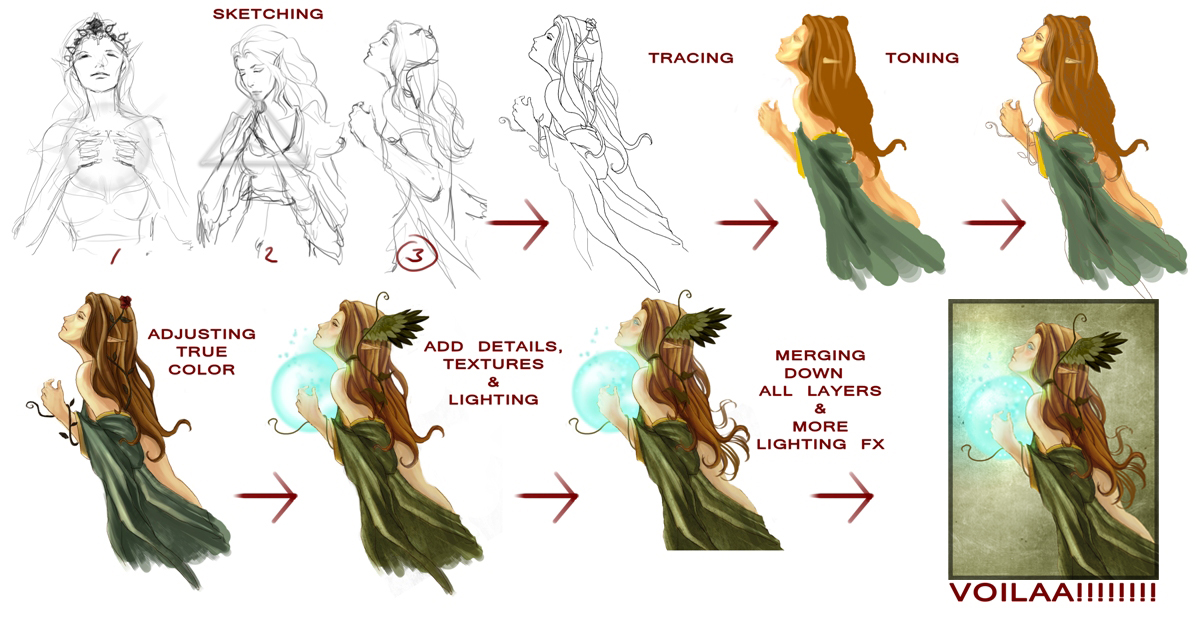 SKETCHING
1
2
3
TRACING
TONING
ADJUSTING
TRUE
COLOR
ADD DETAILS,
TEXTURES
&
LIGHTING
MERGING
DOWN
ALL LAYERS
&
MORE
LIGHTING FX
VOILAA!!!!!!!!